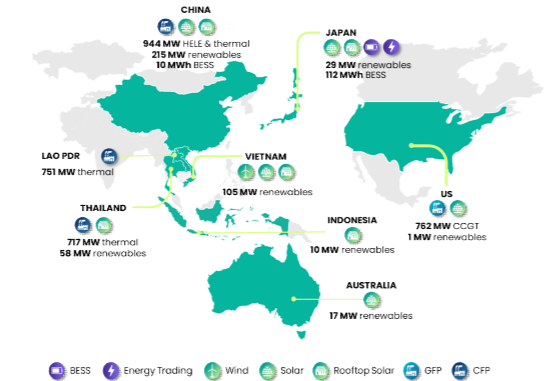 CHINA
944 MW HELE & thermal
215 MW renewables
10 MWh BESS
JAPAN
29 MW renewables
112 MWh BESS
LAO PDR
751 MW thermal
VIETNAM
105 MW renewables
US
762 MW CCGT
1 MW renewables
THAILAND
717 MW thermal
58 MW renewables
INDONESIA
10 MW renewables
AUSTRALIA
17 MW renewables
BESS
Energy Trading
Wind
Solar
Rooftop Solar
GFP
CFP